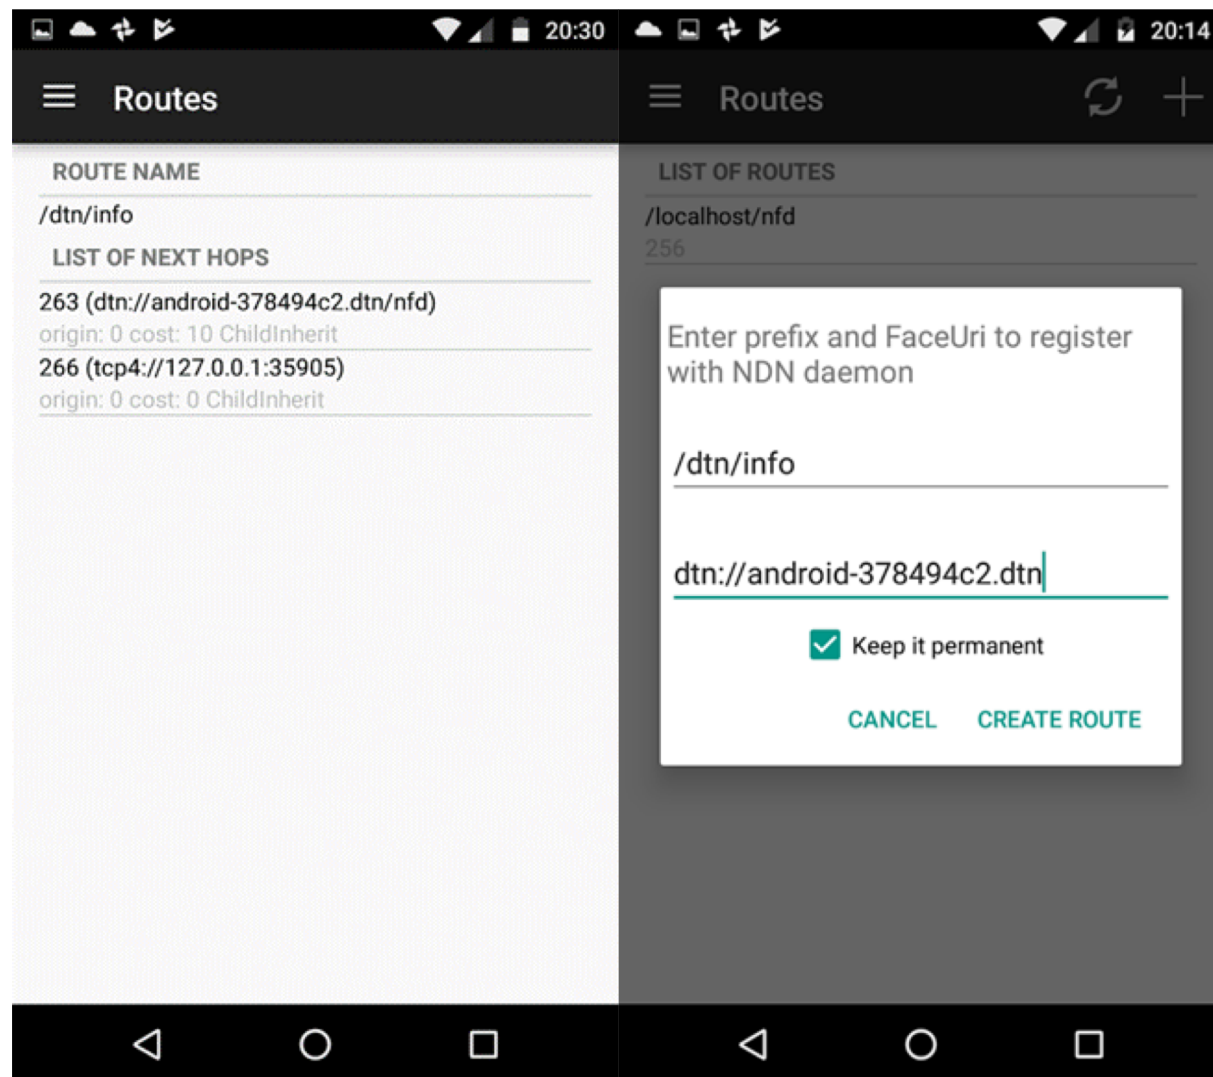 20:30
Routes
ROUTE NAME
/dtn/info
LIST OF NEXT HOPS
263 (dtn://android-378494c2.dtn/nfd)
origin: 0 cost: 10 ChildInherit
266 (tcp4://127.0.0.1:35905)
origin: 0 cost: 0 ChildInherit
20:14
Routes
LIST OF ROUTES
/localhost/nfd
256
Enter prefix and FaceUri to register
with NDN daemon
/dtn/info
dtn://android-378494c2.dtn
Keep it permanent
CANCEL CREATE ROUTE